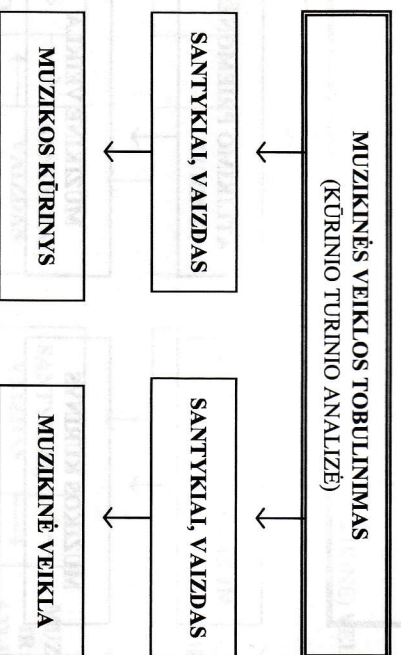 MUZIKINĖS VEIKLOS TOBULINIMAS
(KŪRINIO TURINIO ANALIZĖ)
SANTYKIAI, VAIZDAS
SANTYKIAI, VAIZDAS
MUZIKOS KŪRINYS
MUZIKINĖ VEIKLA